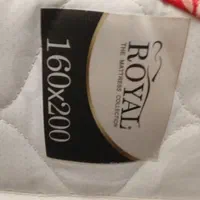 ROYAL
THE MATTRESS COLLECTION
160x200